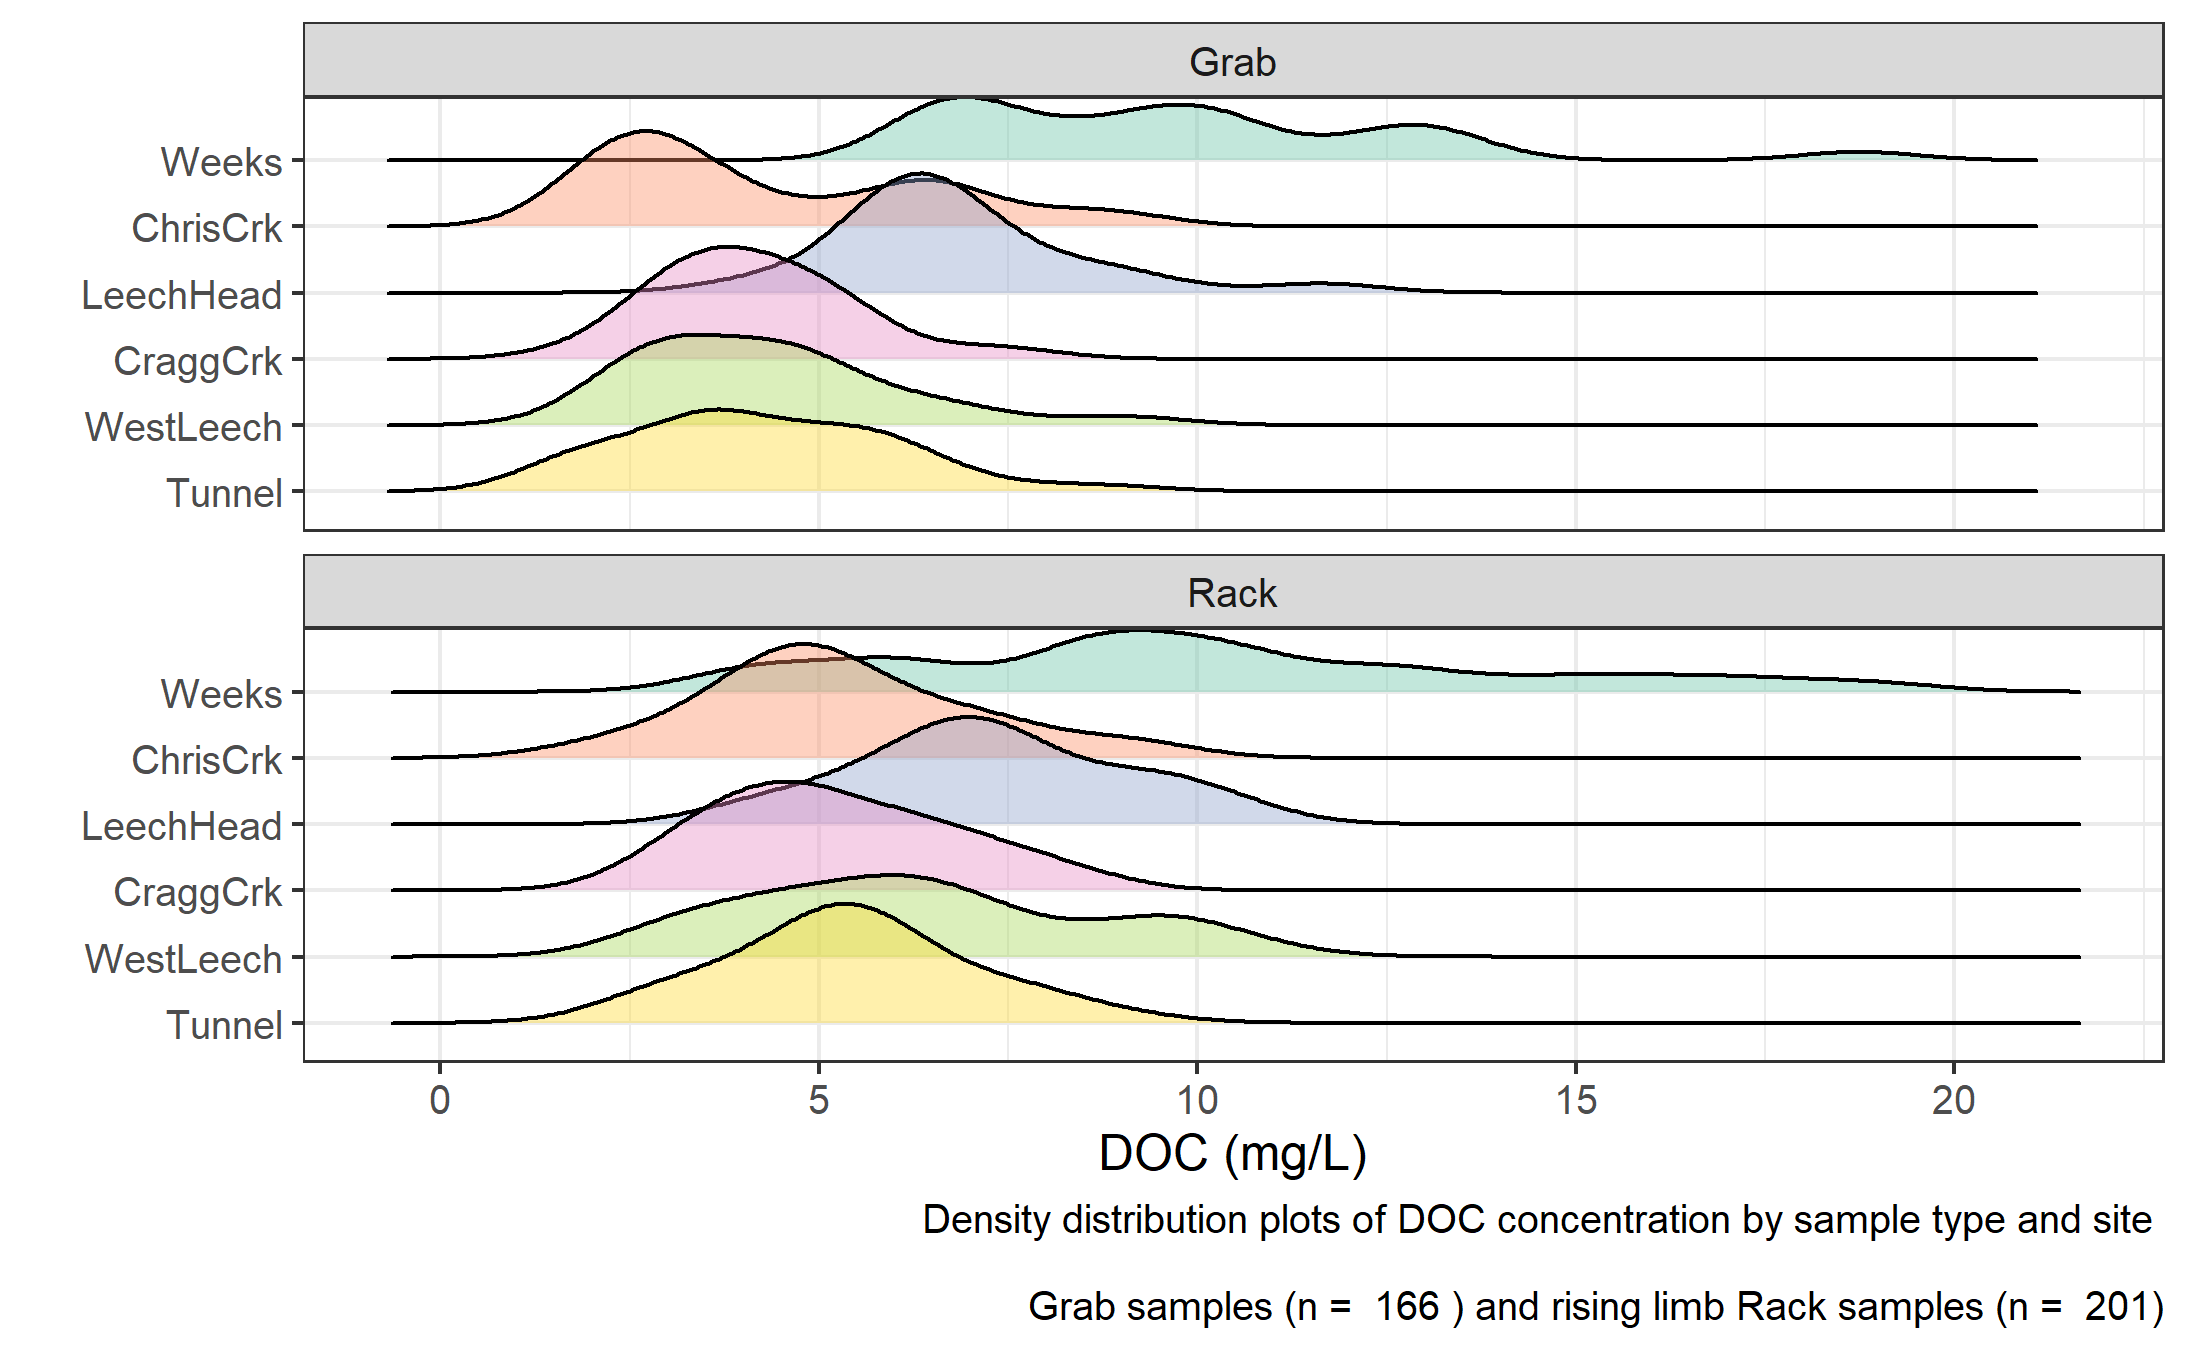 Grab
Weeks
ChrisCrk
LeechHead
CraggCrk
WestLeech
Tunnel
Rack
Weeks
ChrisCrk
LeechHead
CraggCrk
WestLeech
Tunnel
0 5 10 15 20
DOC (mg/L)
Density distribution plots of DOC concentration by sample type and site
Grab samples (n =  166 ) and rising limb Rack samples (n =  201)